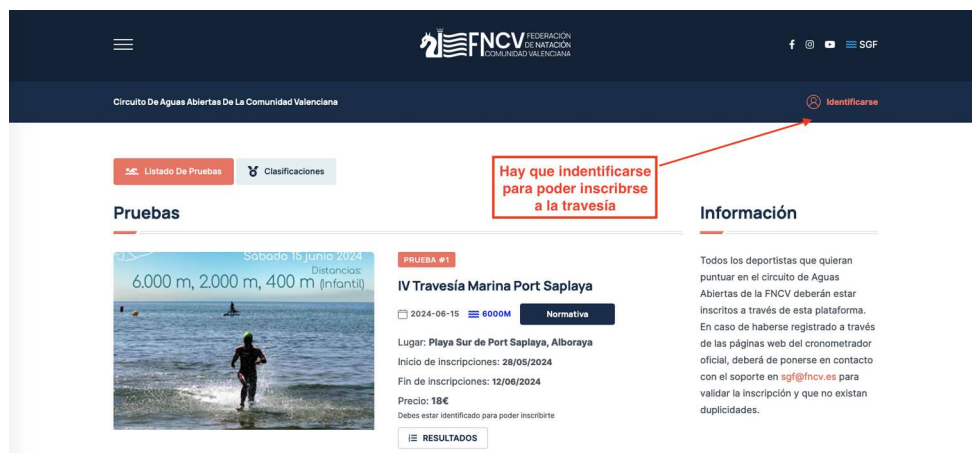 FNCV
FEDERACIÓN
DE NATACIÓN
COMUNIDAD VALENCIANA
SGF
Circuito De Aguas Abiertas De La Comunidad Valenciana
Identificarse
Listado De Pruebas
Clasificaciones
Hay que indentificarse
para poder inscribrse
a la travesía
Pruebas
Sábado 15 junio 2024
Distancias:
6.000 m, 2.000 m, 400 m (Infantil)
PRUEBA #1
IV Travesía Marina Port Saplaya
2024-06-15 6000M Normativa
Lugar: Playa Sur de Port Saplaya, Alboraya
Inicio de inscripciones: 28/05/2024
Fin de inscripciones: 12/06/2024
Precio: 18€
Debes estar identificado para poder inscribirte
RESULTADOS
Información
Todos los deportistas que quieran
puntuar en el circuito de Aguas
Abiertas de la FNCV deberán estar
inscritos a través de esta plataforma.
En caso de haberse registrado a través
de las páginas web del cronometrador
oficial, deberá de ponerse en contacto
con el soporte en sgf@fncv.es para
validar la inscripción y que no existan
duplicidades.